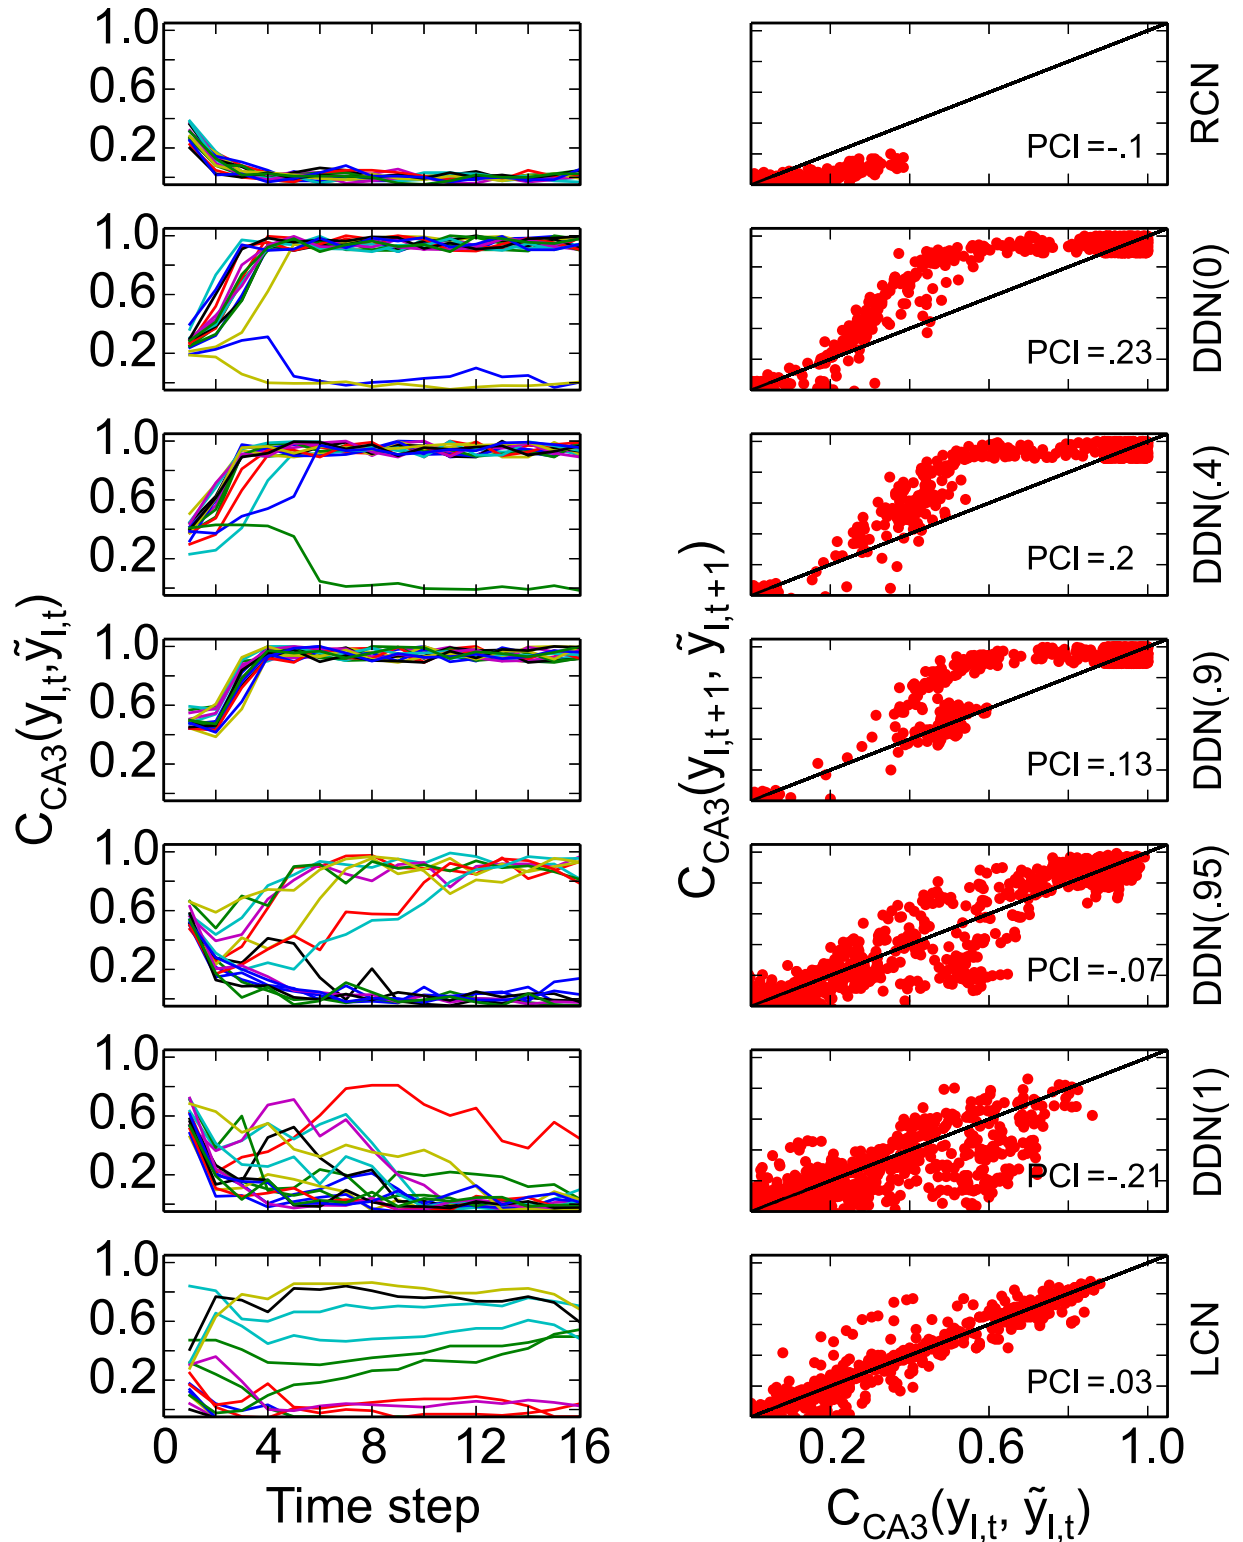 1.0
0.6
0.2
PCI =-.1
RCN
1.0
0.6
0.2
PCI =.23
DDN(0)
1.0
0.6
0.2
PCI =.2
DDN(.4)
1.0
0.6
0.2
PCI =.13
DDN(.9)
1.0
0.6
0.2
PCI =-.07
DDN(.95)
1.0
0.6
0.2
PCI =-.21
DDN(1)
1.0
0.6
0.2
PCI =.03
LCN
C_CA3(y_I,t, ỹ_I,t)
C_CA3(y_I,t+1, ỹ_I,t+1)
0 4 8 12 16
0.2 0.6 1.0
Time step
C_CA3(y_I,t, ỹ_I,t)